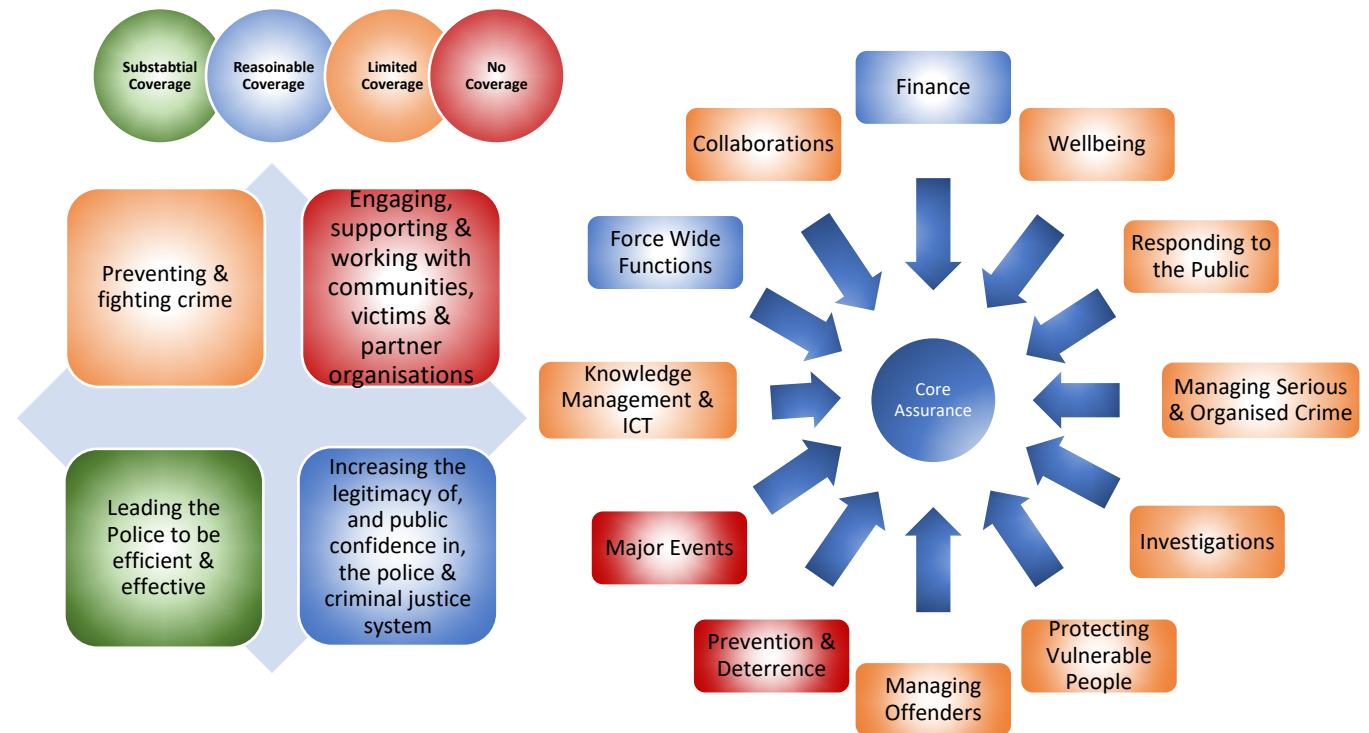 Substabtial
Coverage
Reasoinable
Coverage
Limited
Coverage
No
Coverage
Preventing &
fighting crime
Engaging,
supporting &
working with
communities,
victims &
partner
organisations
Leading the
Police to be
efficient &
effective
Increasing the
legitimacy of,
and public
confidence in,
the police &
criminal justice
system
Finance
Wellbeing
Responding to
the Public
Managing Serious
& Organised Crime
Investigations
Protecting
Vulnerable
People
Managing
Offenders
Prevention &
Deterrence
Major Events
Knowledge
Management &
ICT
Force Wide
Functions
Collaborations
Core
Assurance